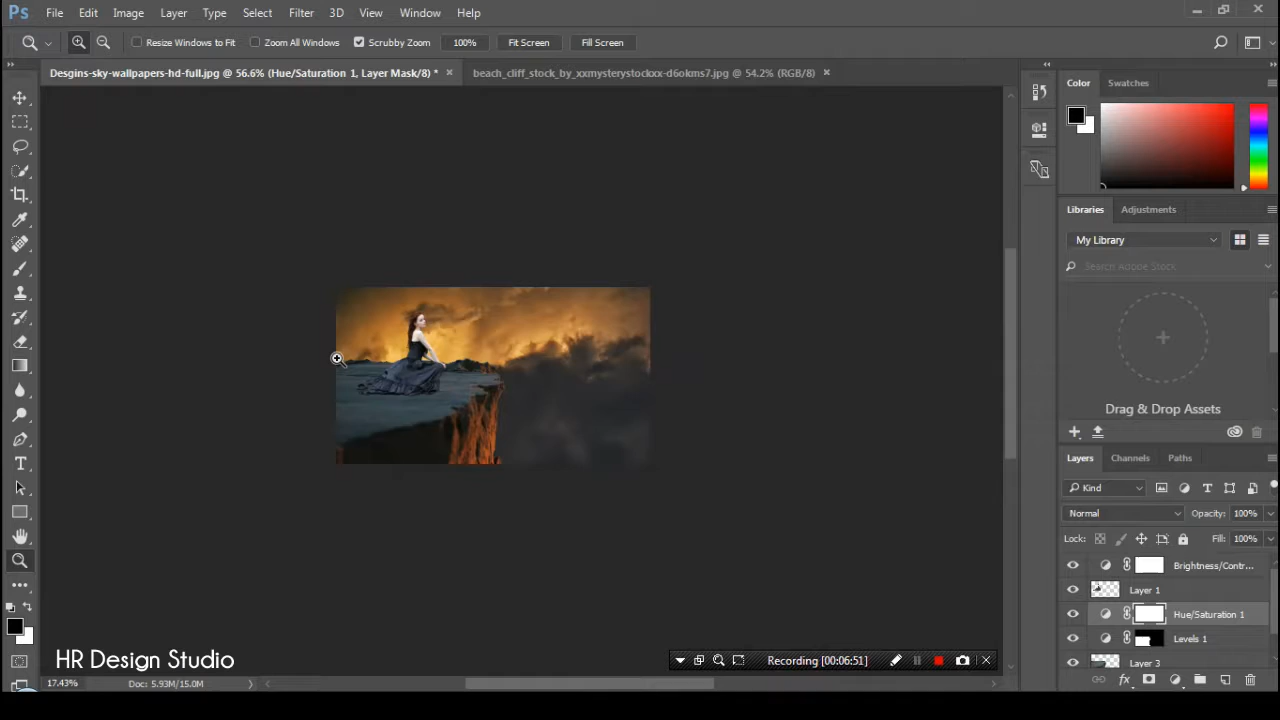 Ps File Edit Image Layer Type Select Filter 3D View Window Help
Resize Windows to Fit Zoom All Windows Scrubby Zoom 100% Fit Screen Fill Screen
Desgins-sky-wallpapers-hd-full.jpg @ 56.6% (Hue/Saturation 1, Layer Mask/8) * × beach_cliff_stock_by_xxmysterystockxx-d6okms7.jpg @ 54.2% (RGB/8) ×
Color Swatches
Libraries Adjustments
My Library
Search Adobe Stock
Drag & Drop Assets
Layers Channels Paths
Kind
Normal Opacity: 100%
Lock: Fill: 100%
Brightness/Contr...
Layer 1
Hue/Saturation 1
Levels 1
Layer 3
HR Design Studio
Recording [00:06:51]
17.43% Doc: 5.93M/15.0M